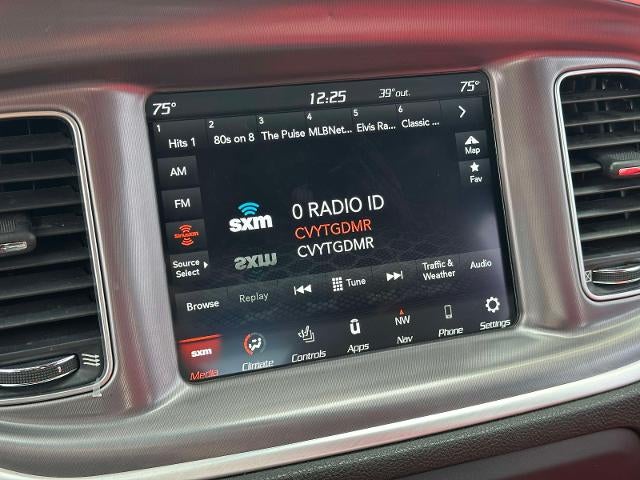 75° 12:25 39° out. 75°
1 2 3 4 5 6
Hits 1 80s on 8 The Pulse MLBNet... Elvis Ra... Classic ...
AM
Map
FM
Fav
SiriusXM
sxm
0 RADIO ID
CVYTGDMR
CVYTGDMR
sxm
Source
Select
Browse Replay Tune Traffic &
Weather Audio
sxm
Media Climate Controls Apps NW
Nav Phone Settings